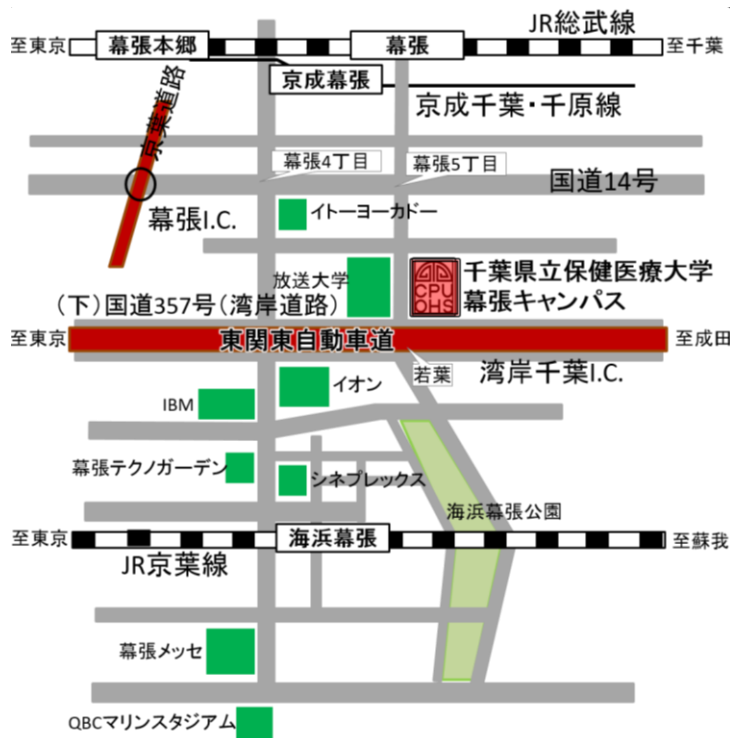 JR総武線
至東京
幕張本郷
幕張
至千葉
京成幕張
京成千葉・千原線
京葉道路
幕張4丁目
幕張5丁目
国道14号
幕張I.C.
イトーヨーカドー
放送大学
CPU
OHS
千葉県立保健医療大学
幕張キャンパス
(下)国道357号(湾岸道路)
至東京
東関東自動車道
至成田
若葉
湾岸千葉I.C.
イオン
IBM
幕張テクノガーデン
シネプレックス
海浜幕張公園
至東京
海浜幕張
至蘇我
JR京葉線
幕張メッセ
QBCマリンスタジアム